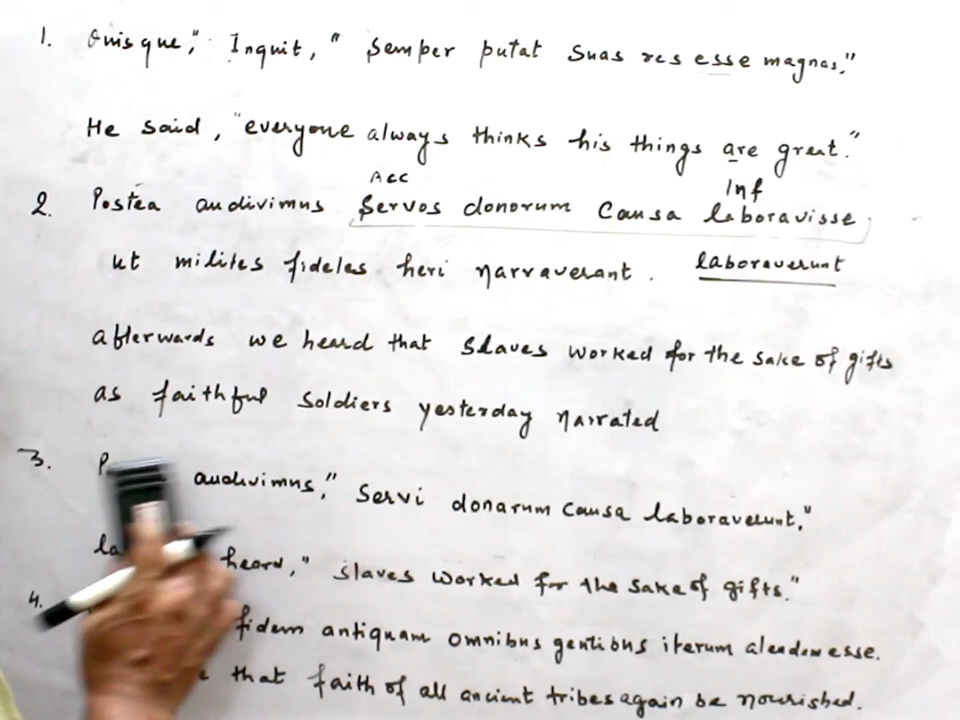 1. Quisque," Inquit, " semper putat suas res esse magnas."
He said, "everyone always thinks his things are great."
Acc Inf
2. Postea audivimus servos donorum causa laboravisse
ut milites fideles heri narraverant. laboraverunt
afterwards we heard that slaves worked for the sake of gifts
as faithful soldiers yesterday narrated
3. audivimus," servi donarum causa laboraverunt."
heard," slaves worked for the sake of gifts."
4. fidem antiquam omnibus gentibus iterum alendam esse.
that faith of all ancient tribes again be nourished.